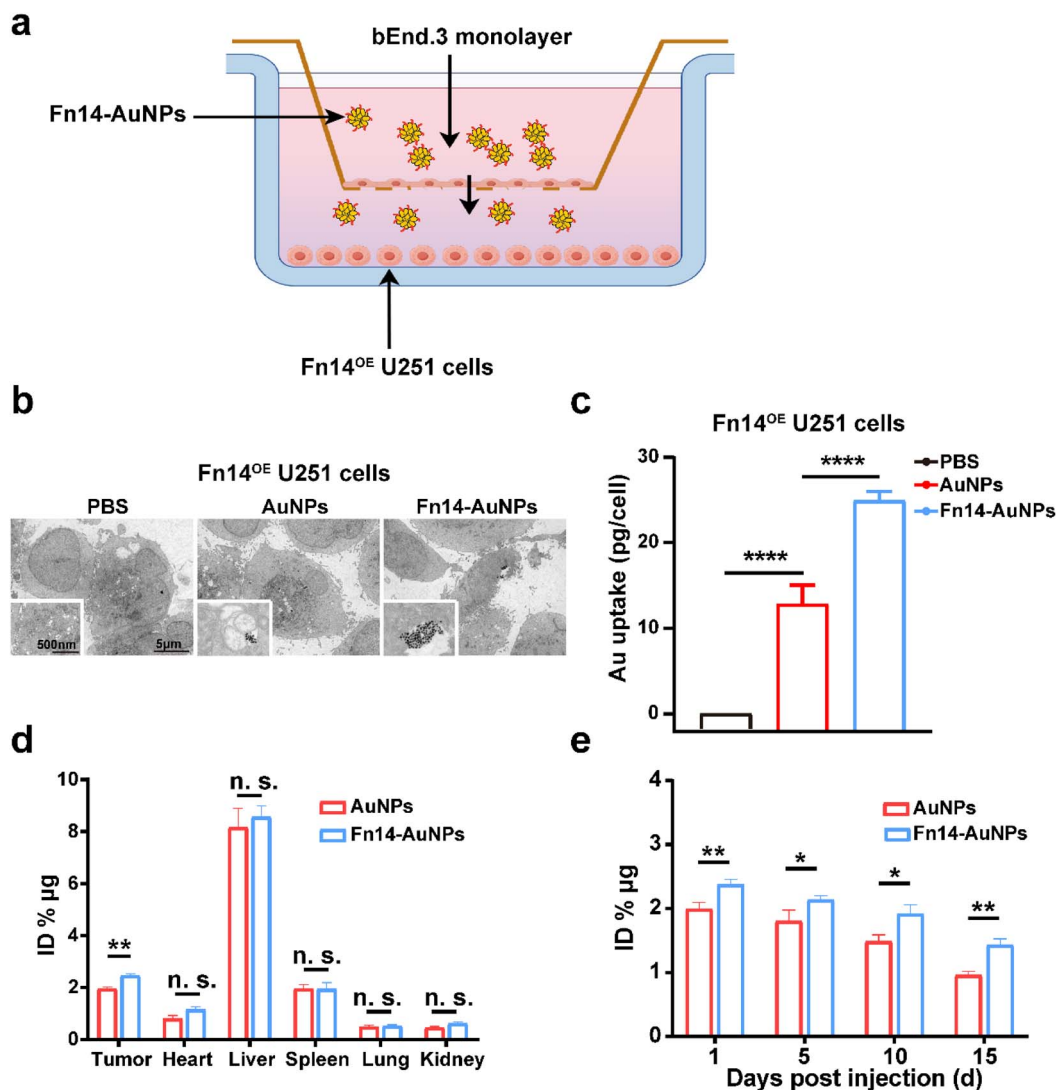 a
bEnd.3 monolayer
Fn14-AuNPs
Fn14OE U251 cells
b
Fn14OE U251 cells
PBS
AuNPs
Fn14-AuNPs
500nm
5μm
c
Fn14OE U251 cells
PBS
AuNPs
Fn14-AuNPs
****
****
Au uptake (pg/cell)
30
20
10
0
d
AuNPs
Fn14-AuNPs
ID % μg
10
8
6
4
2
0
**
n. s.
n. s.
n. s.
n. s.
n. s.
Tumor Heart Liver Spleen Lung Kidney
e
AuNPs
Fn14-AuNPs
ID % μg
4
3
2
1
0
**
*
*
**
1 5 10 15
Days post injection (d)